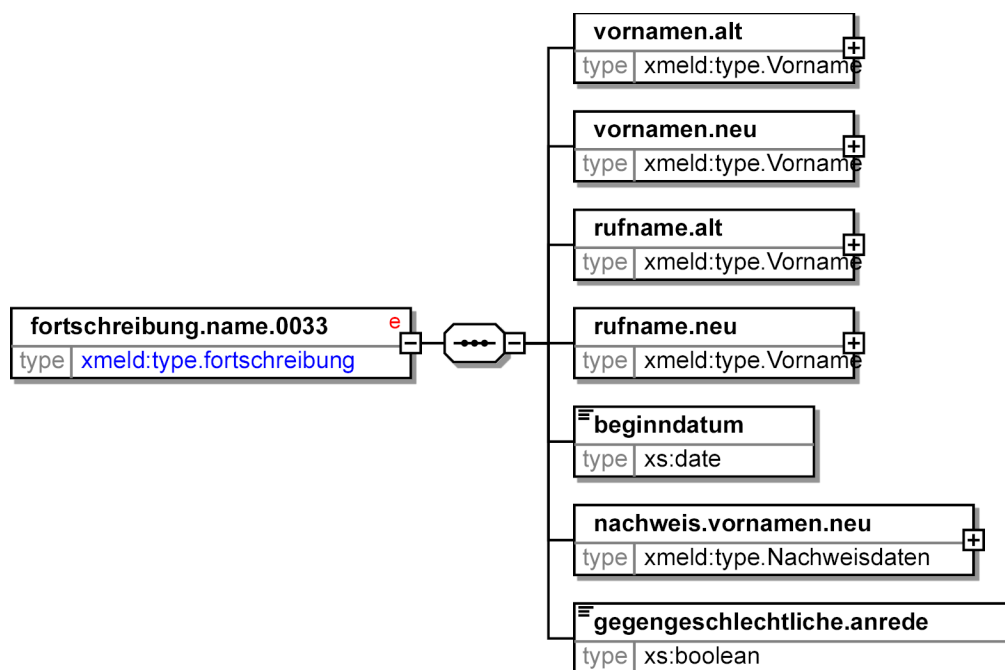 vornamen.alt
type xmeld:type.Vorname
vornamen.neu
type xmeld:type.Vorname
rufname.alt
type xmeld:type.Vorname
fortschreibung.name.0033 e
type xmeld:type.fortschreibung
rufname.neu
type xmeld:type.Vorname
beginndatum
type xs:date
nachweis.vornamen.neu
type xmeld:type.Nachweisdaten
gegengeschlechtliche.anrede
type xs:boolean